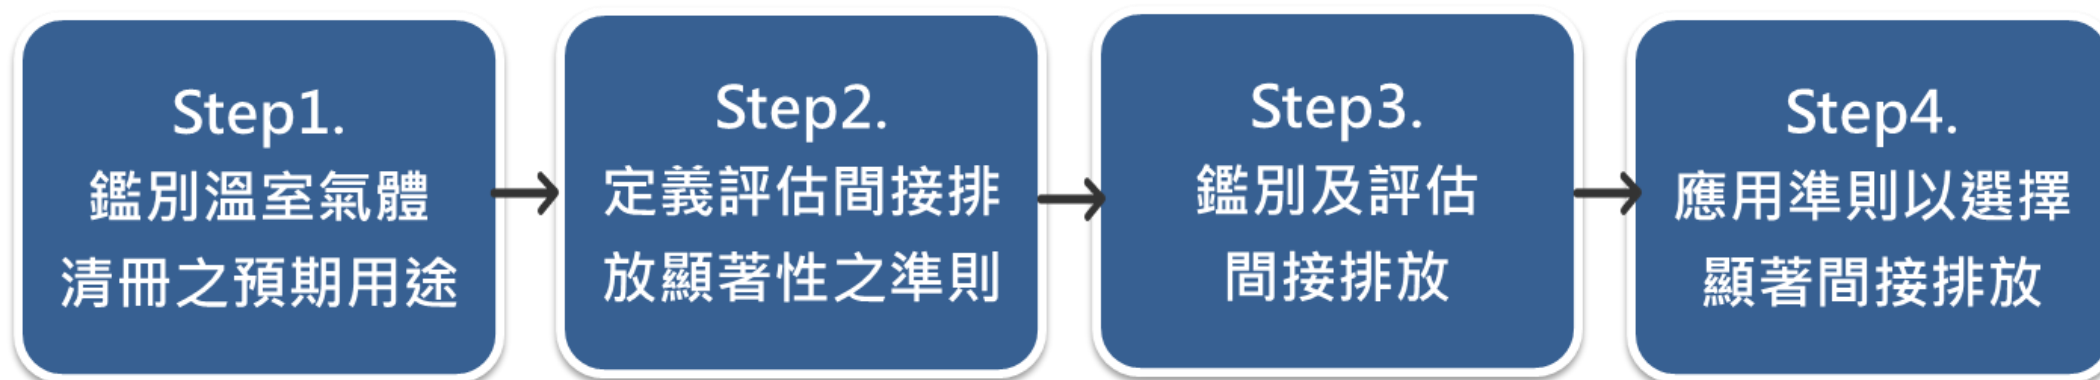 Step1.
鑑別溫室氣體
清冊之預期用途
Step2.
定義評估間接排
放顯著性之準則
Step3.
鑑別及評估
間接排放
Step4.
應用準則以選擇
顯著間接排放